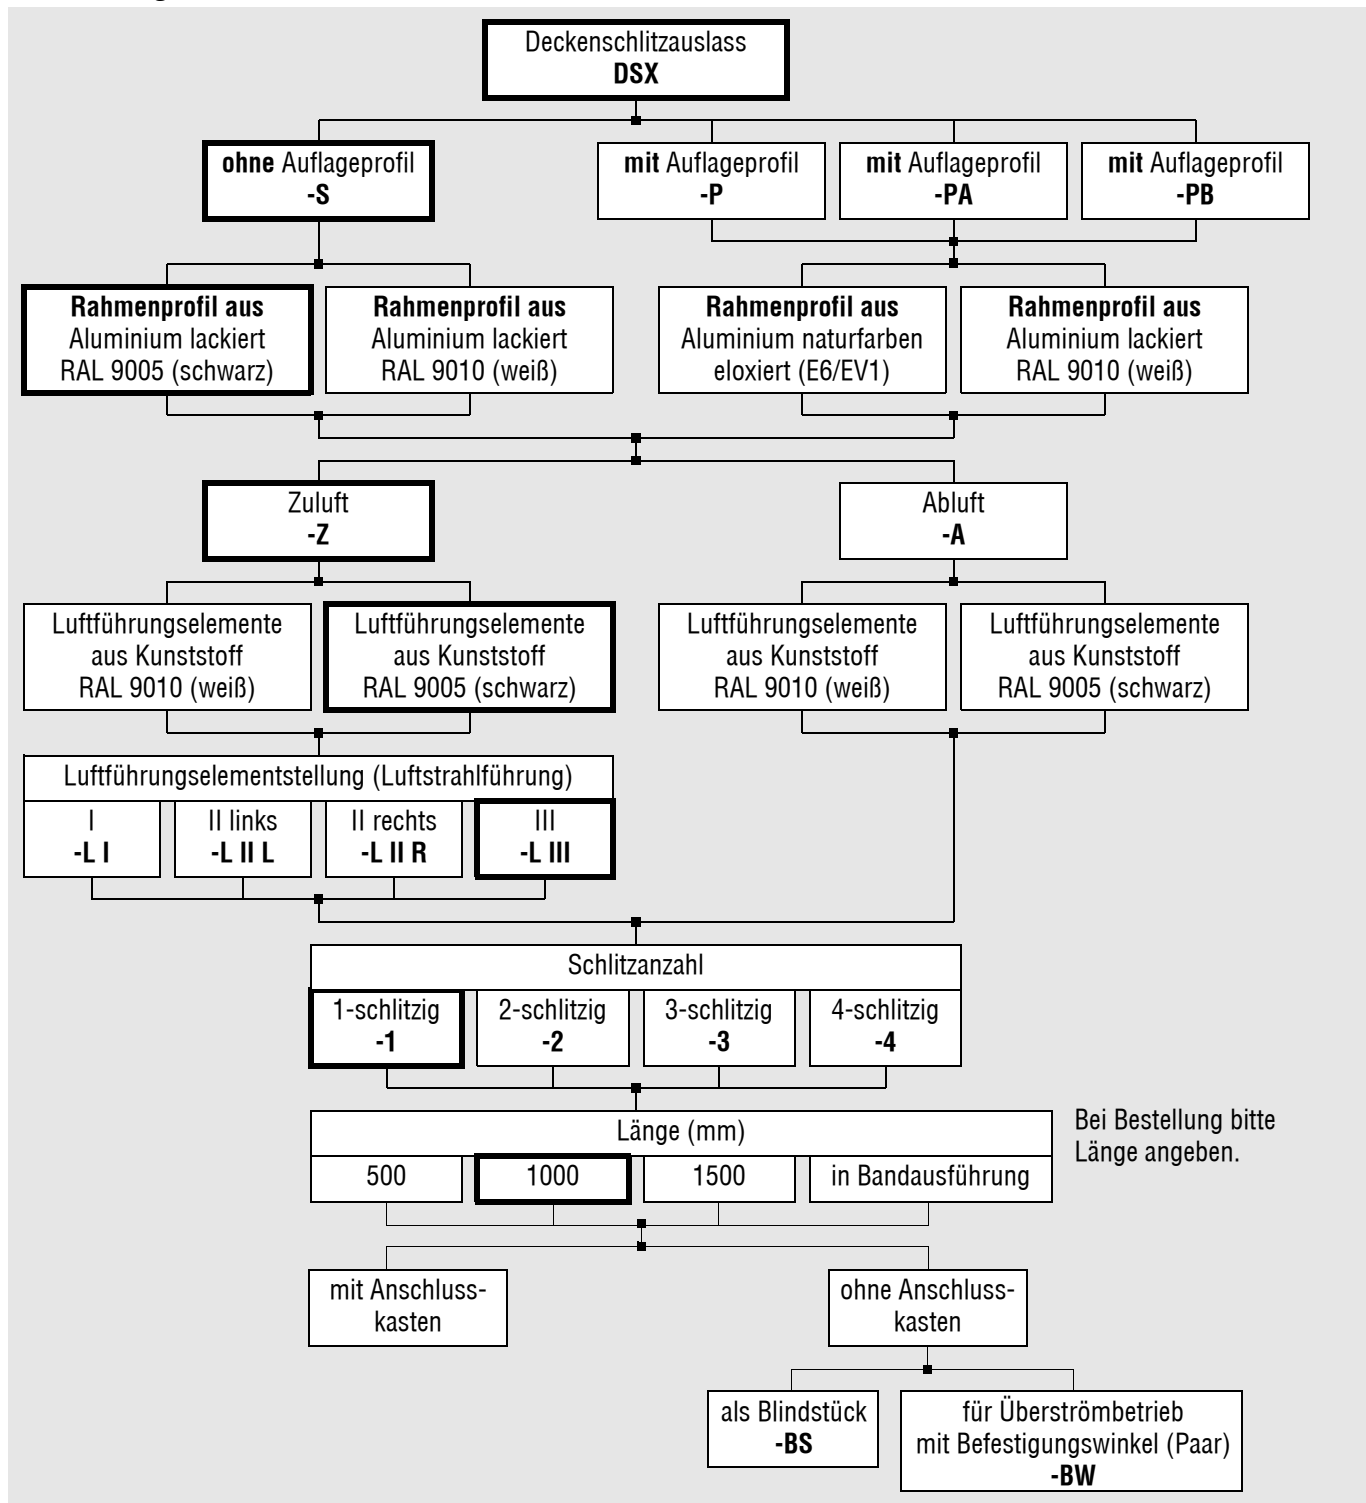 Deckenschlitzauslass
DSX
ohne Auflageprofil
-S
mit Auflageprofil
-P
mit Auflageprofil
-PA
mit Auflageprofil
-PB
Rahmenprofil aus
Aluminium lackiert
RAL 9005 (schwarz)
Rahmenprofil aus
Aluminium lackiert
RAL 9010 (weiß)
Rahmenprofil aus
Aluminium naturfarben
eloxiert (E6/EV1)
Rahmenprofil aus
Aluminium lackiert
RAL 9010 (weiß)
Zuluft
-Z
Abluft
-A
Luftführungselemente
aus Kunststoff
RAL 9010 (weiß)
Luftführungselemente
aus Kunststoff
RAL 9005 (schwarz)
Luftführungselemente
aus Kunststoff
RAL 9010 (weiß)
Luftführungselemente
aus Kunststoff
RAL 9005 (schwarz)
Luftführungselementstellung (Luftstrahlführung)
I
-L I
II links
-L II L
II rechts
-L II R
III
-L III
Schlitzanzahl
1-schlitzig
-1
2-schlitzig
-2
3-schlitzig
-3
4-schlitzig
-4
Länge (mm)
500
1000
1500
in Bandausführung
Bei Bestellung bitte
Länge angeben.
mit Anschluss-
kasten
ohne Anschluss-
kasten
als Blindstück
-BS
für Überströmbetrieb
mit Befestigungswinkel (Paar)
-BW